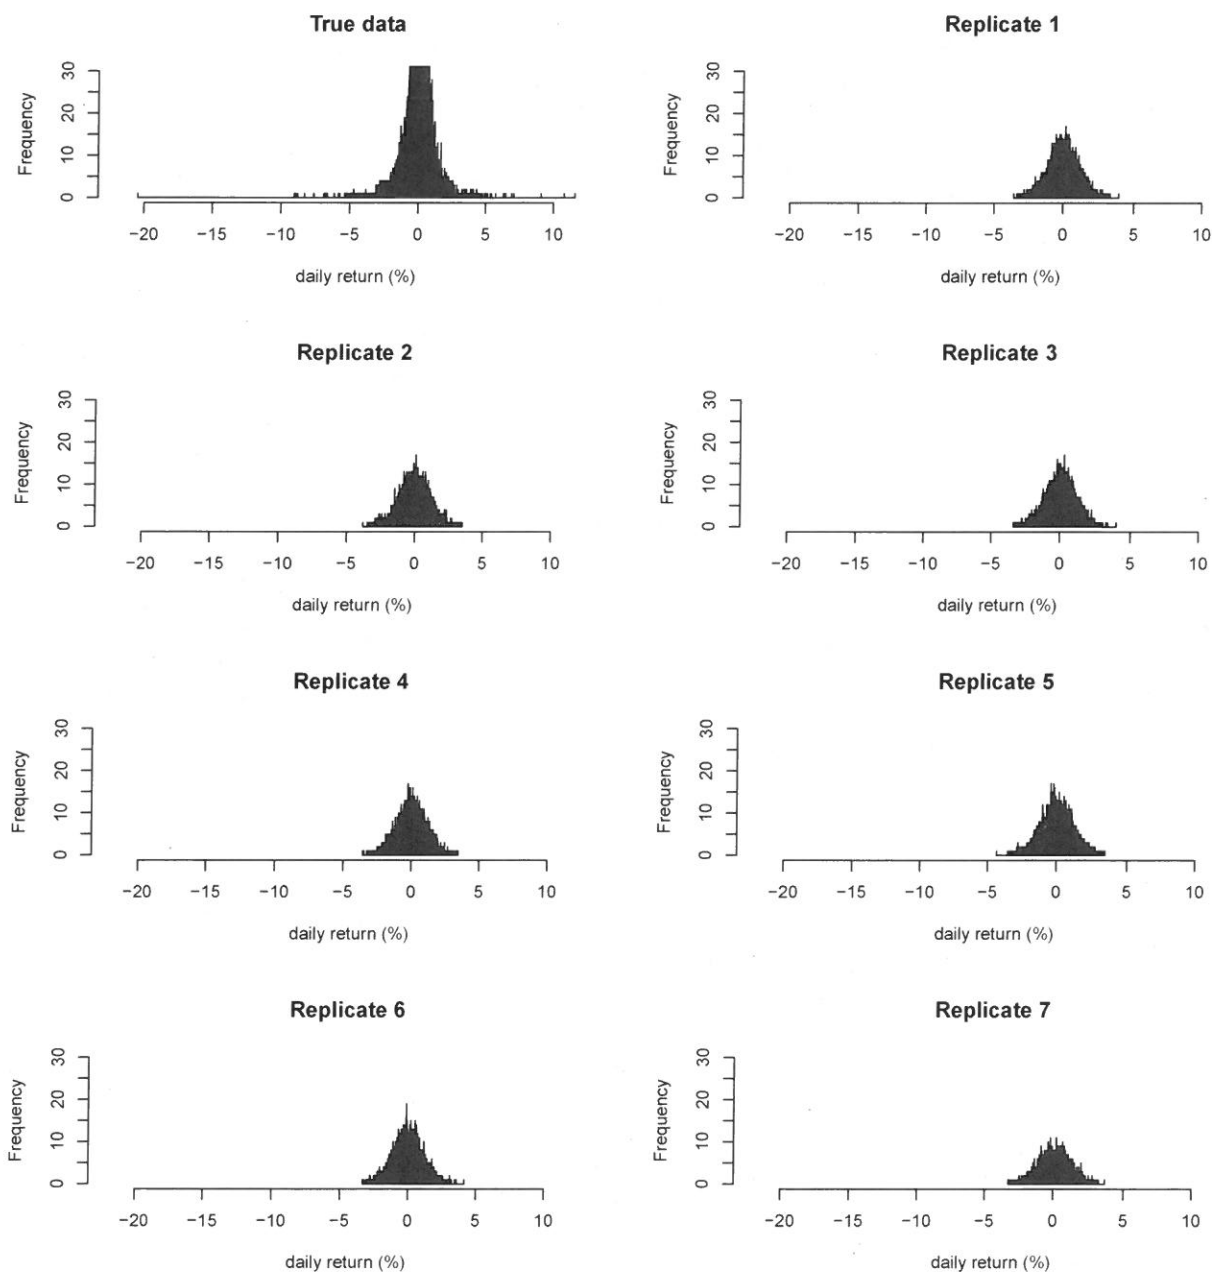 True data
Frequency
0 10 20 30
−20 −15 −10 −5 0 5 10
daily return (%)
Replicate 1
Frequency
0 10 20 30
−20 −15 −10 −5 0 5 10
daily return (%)
Replicate 2
Frequency
0 10 20 30
−20 −15 −10 −5 0 5 10
daily return (%)
Replicate 3
Frequency
0 10 20 30
−20 −15 −10 −5 0 5 10
daily return (%)
Replicate 4
Frequency
0 10 20 30
−20 −15 −10 −5 0 5 10
daily return (%)
Replicate 5
Frequency
0 10 20 30
−20 −15 −10 −5 0 5 10
daily return (%)
Replicate 6
Frequency
0 10 20 30
−20 −15 −10 −5 0 5 10
daily return (%)
Replicate 7
Frequency
0 10 20 30
−20 −15 −10 −5 0 5 10
daily return (%)